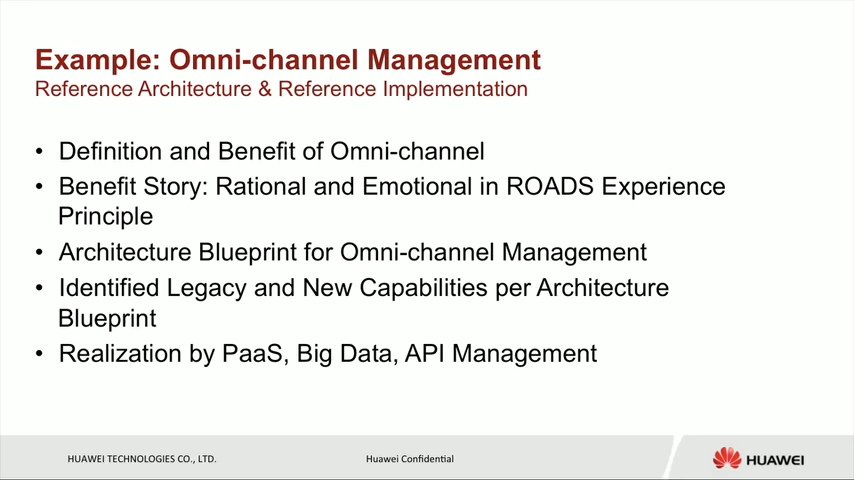 Example: Omni-channel Management
Reference Architecture & Reference Implementation
• Definition and Benefit of Omni-channel
• Benefit Story: Rational and Emotional in ROADS Experience
Principle
• Architecture Blueprint for Omni-channel Management
• Identified Legacy and New Capabilities per Architecture
Blueprint
• Realization by PaaS, Big Data, API Management
HUAWEI TECHNOLOGIES CO., LTD.
Huawei Confidential
HUAWEI